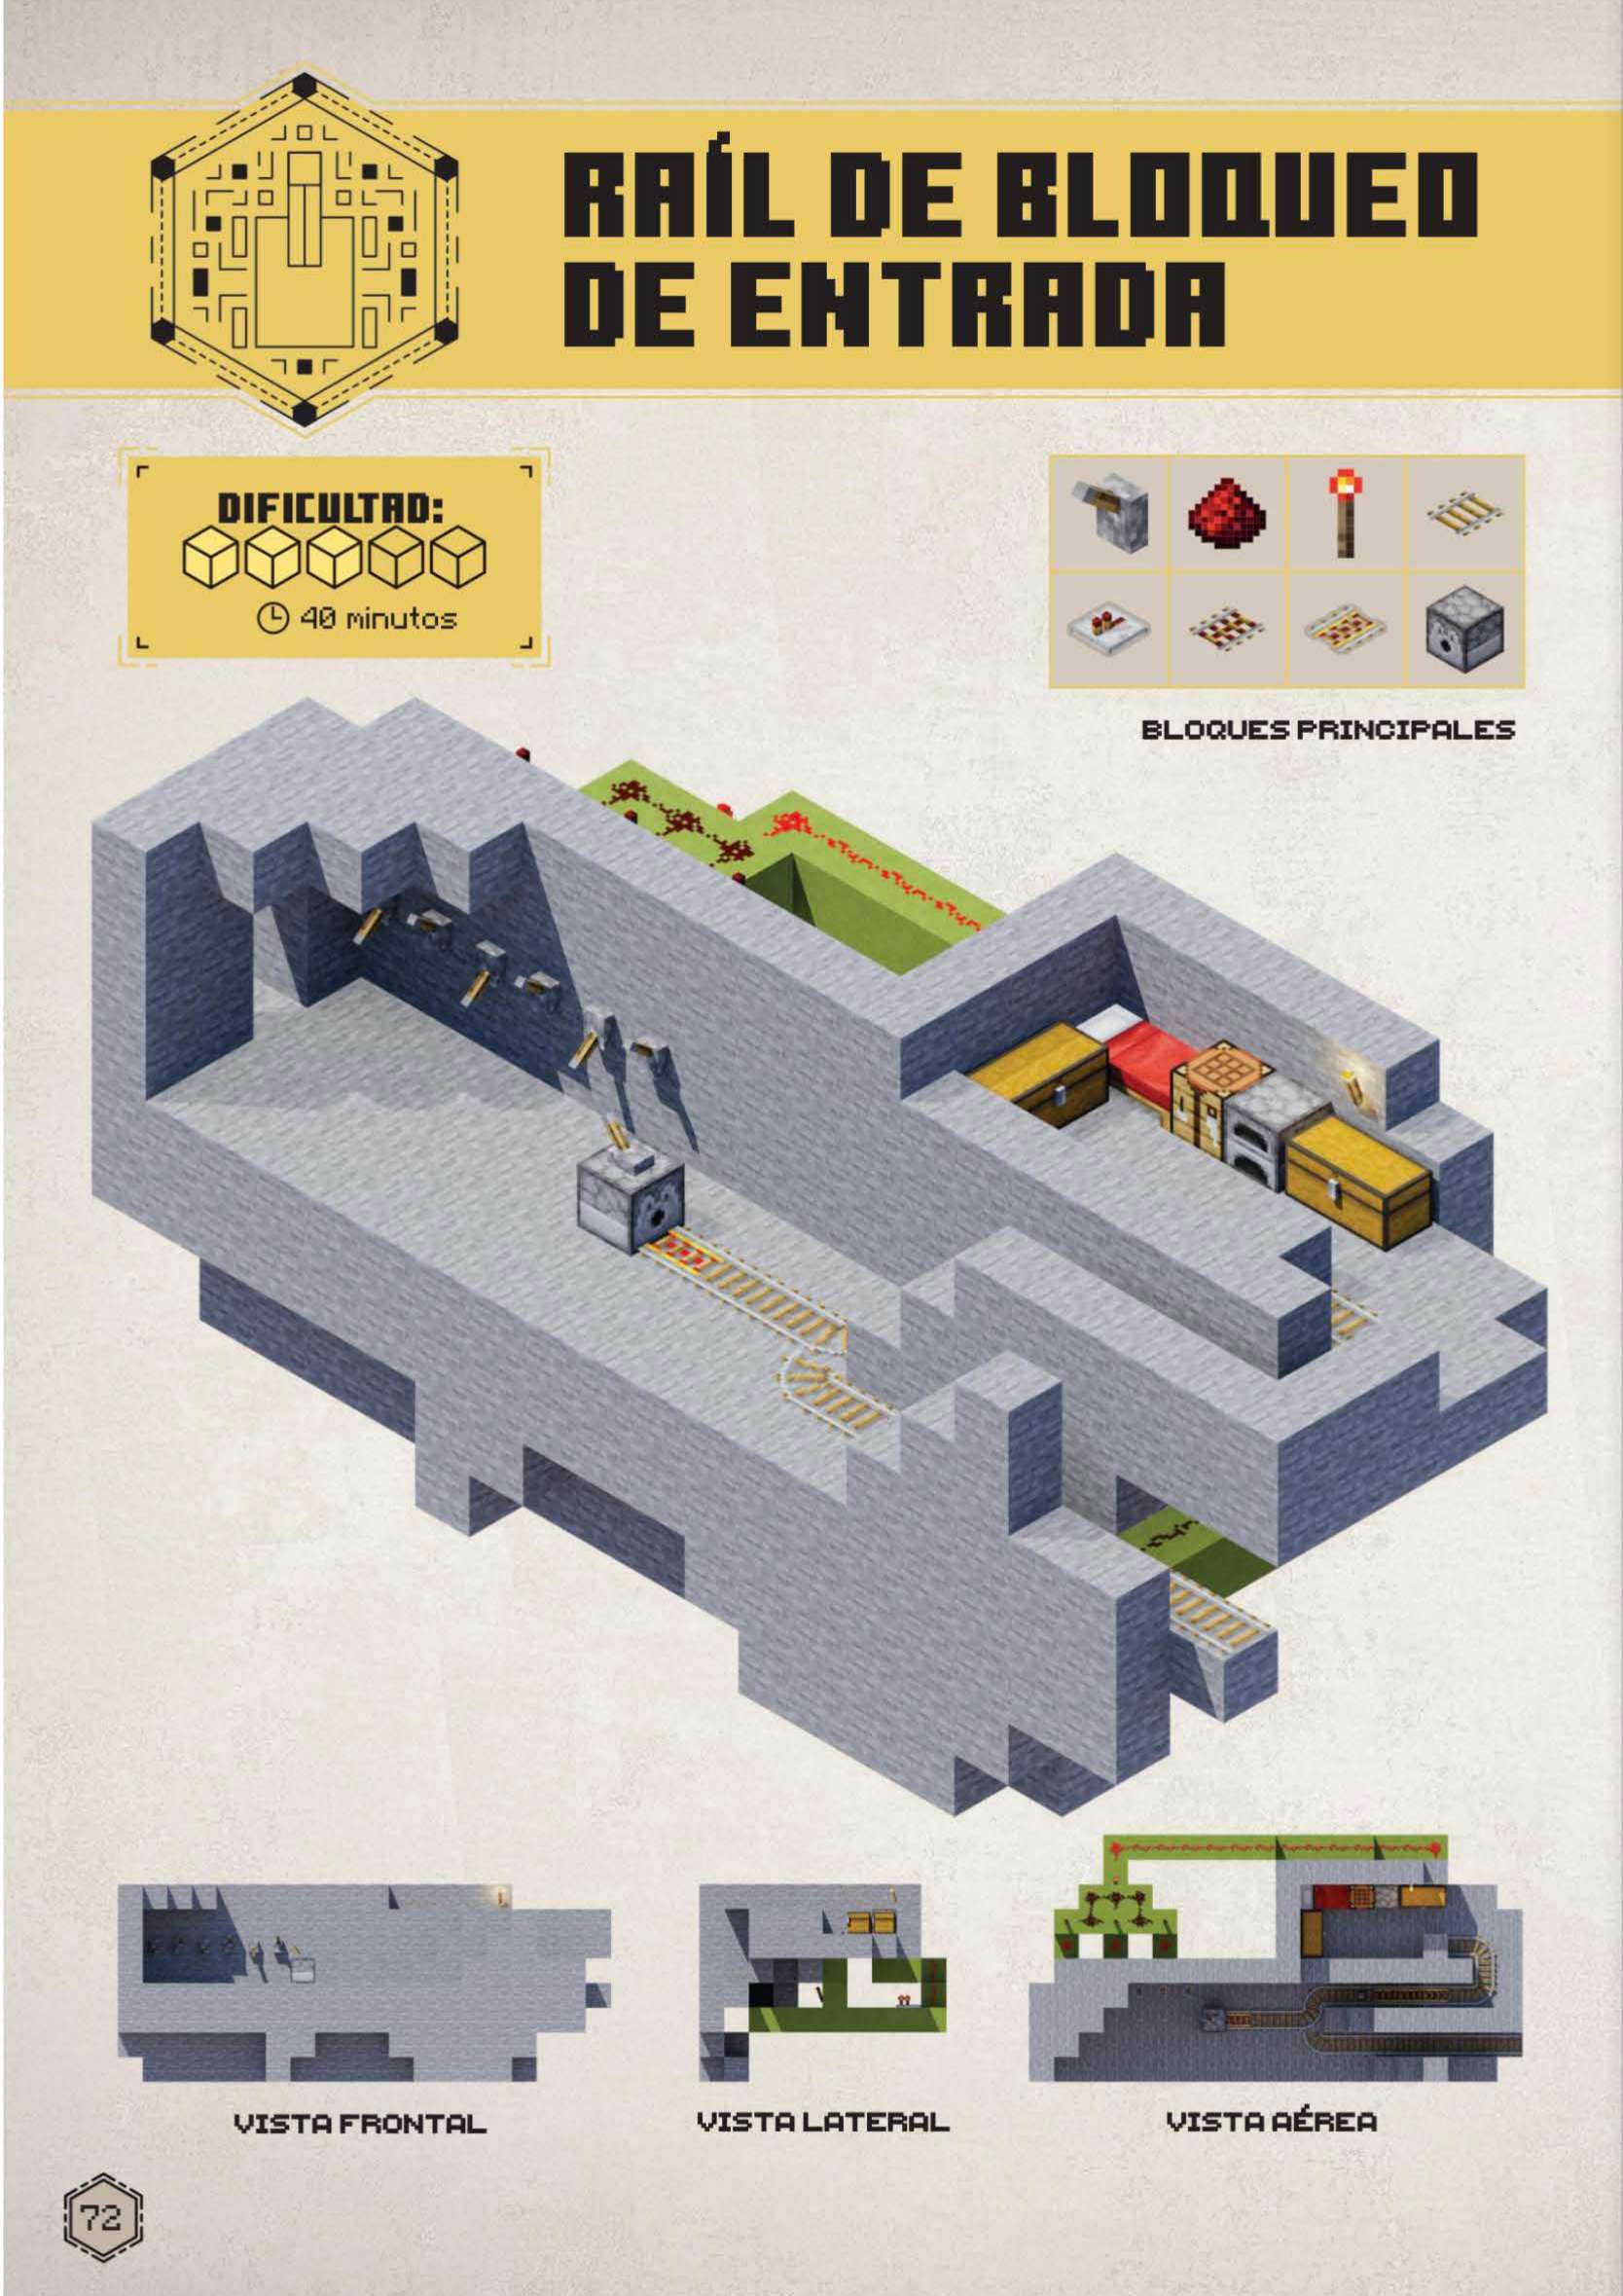 RAÍL DE BLOQUEO
DE ENTRADA
DIFICULTAD:
40 minutos
BLOQUES PRINCIPALES
VISTA FRONTAL
VISTA LATERAL
VISTA AÉREA
72